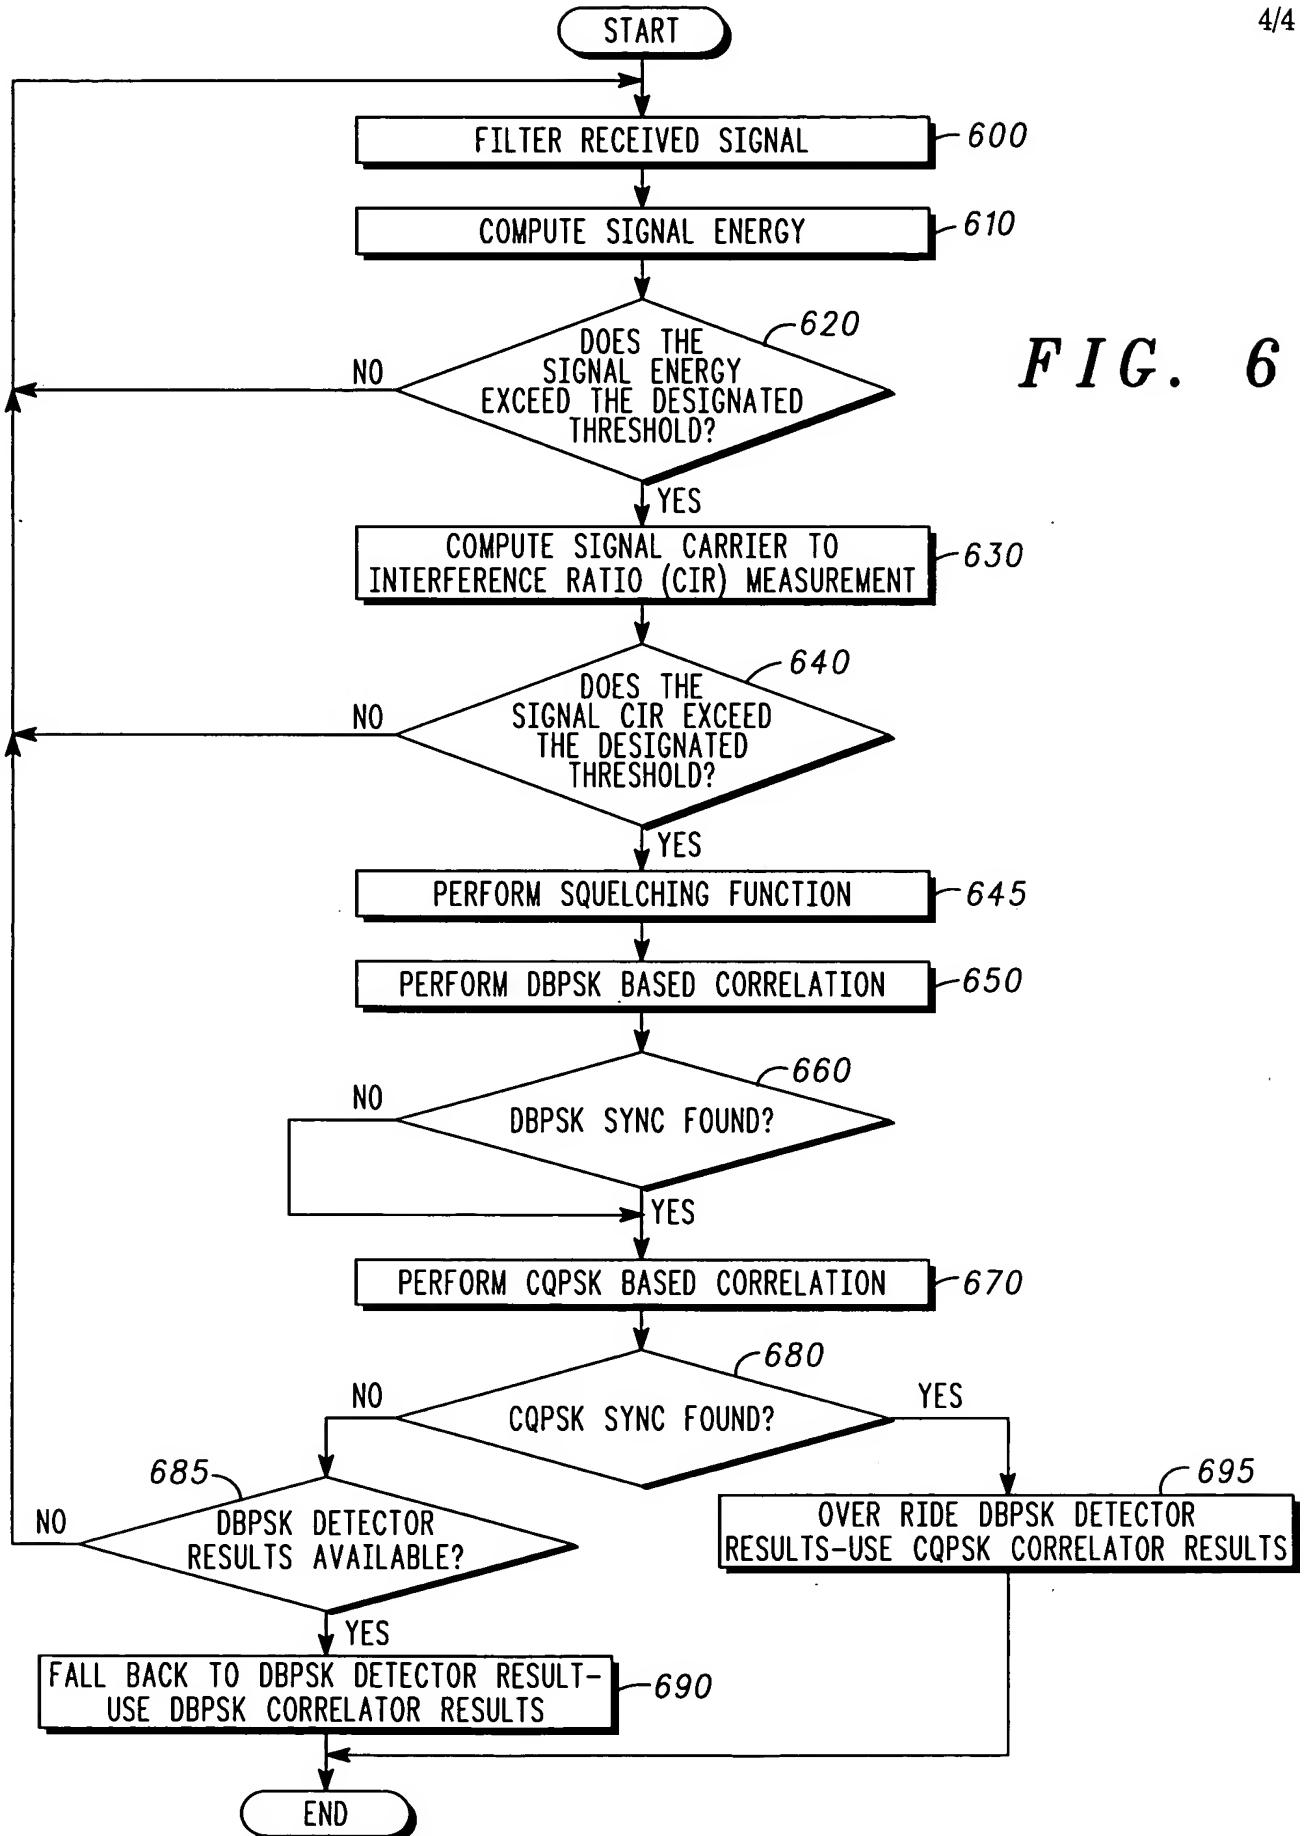 4/4
START
FILTER RECEIVED SIGNAL
600
COMPUTE SIGNAL ENERGY
610
DOES THE
SIGNAL ENERGY
EXCEED THE DESIGNATED
THRESHOLD?
620
NO
FIG. 6
YES
COMPUTE SIGNAL CARRIER TO
INTERFERENCE RATIO (CIR) MEASUREMENT
630
DOES THE
SIGNAL CIR EXCEED
THE DESIGNATED
THRESHOLD?
640
NO
YES
PERFORM SQUELCHING FUNCTION
645
PERFORM DBPSK BASED CORRELATION
650
660
NO
DBPSK SYNC FOUND?
YES
PERFORM CQPSK BASED CORRELATION
670
680
NO
CQPSK SYNC FOUND?
YES
685
NO
DBPSK DETECTOR
RESULTS AVAILABLE?
695
OVER RIDE DBPSK DETECTOR
RESULTS-USE CQPSK CORRELATOR RESULTS
YES
FALL BACK TO DBPSK DETECTOR RESULT-
USE DBPSK CORRELATOR RESULTS
690
END